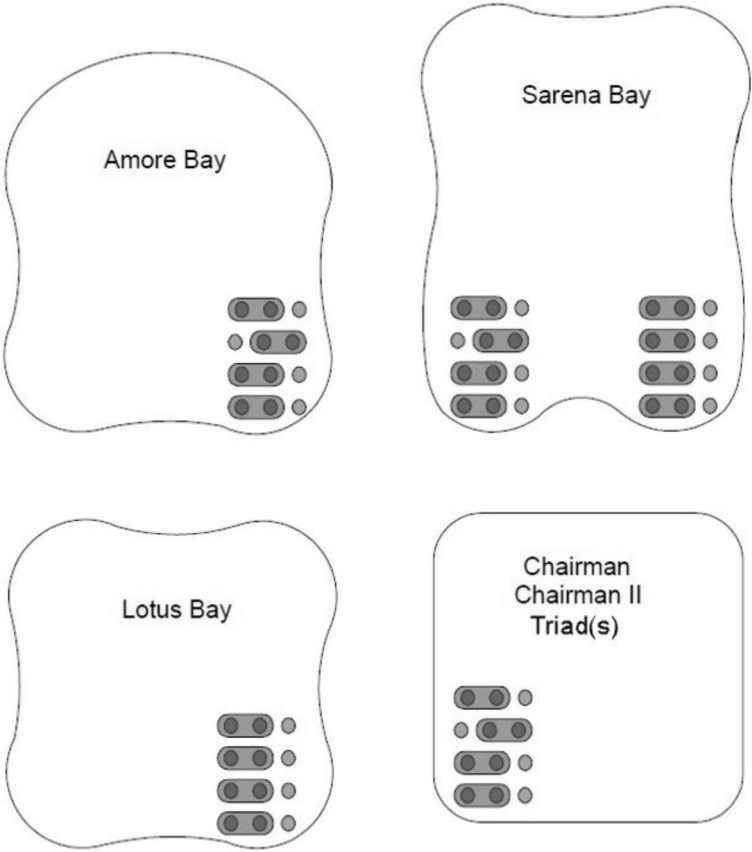 Amore Bay
Sarena Bay
Lotus Bay
Chairman
Chairman II
Triad(s)